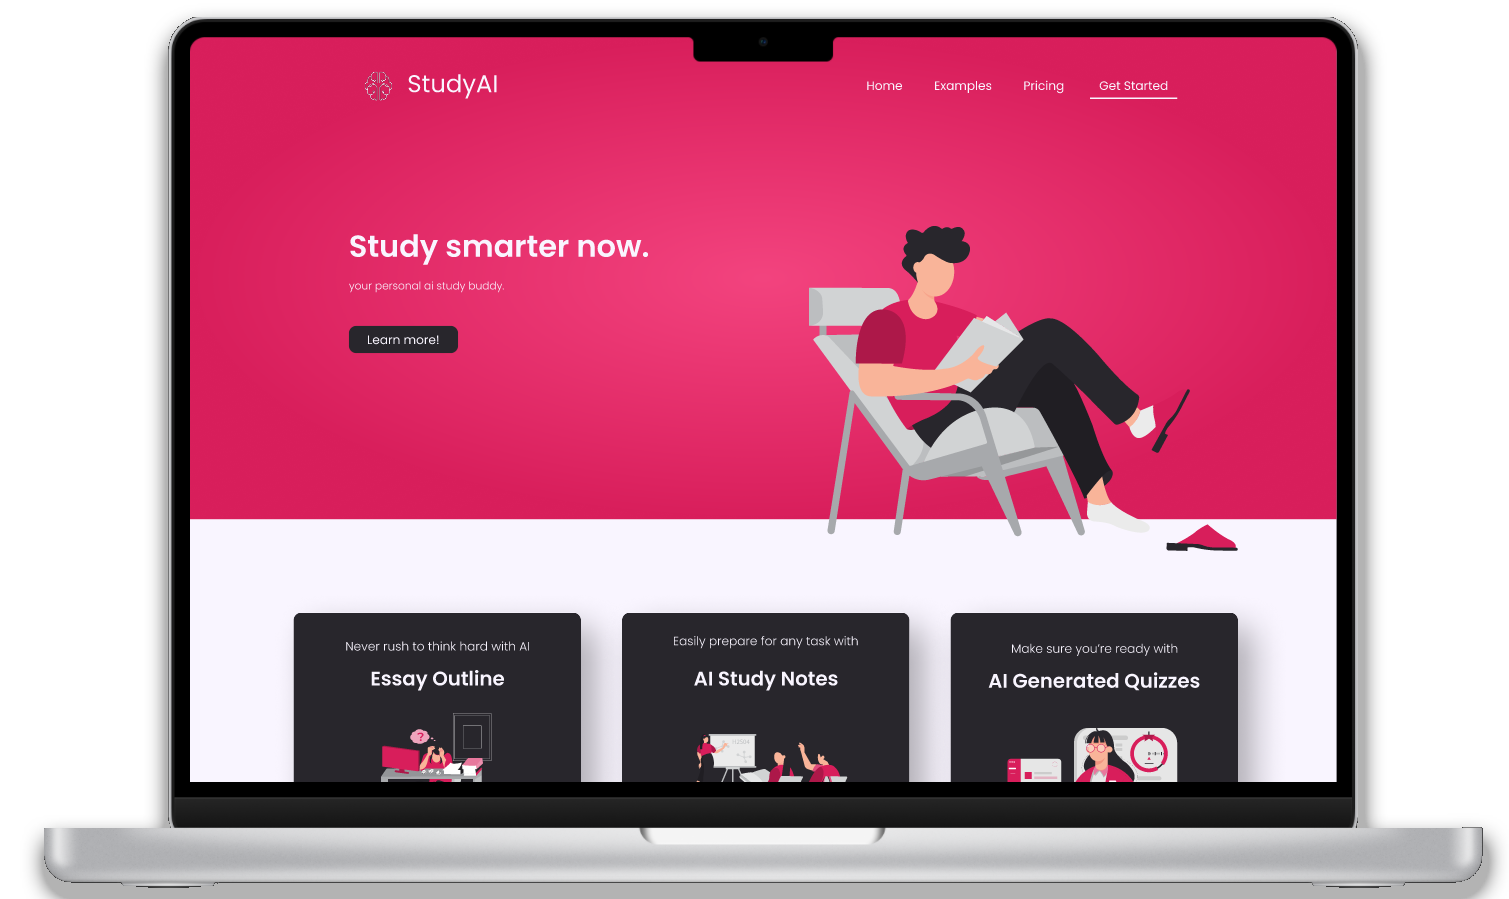 StudyAI
Home Examples Pricing Get Started
Study smarter now.
your personal ai study buddy.
Learn more!
Never rush to think hard with AI
Essay Outline
Easily prepare for any task with
AI Study Notes
Make sure you're ready with
AI Generated Quizzes
?